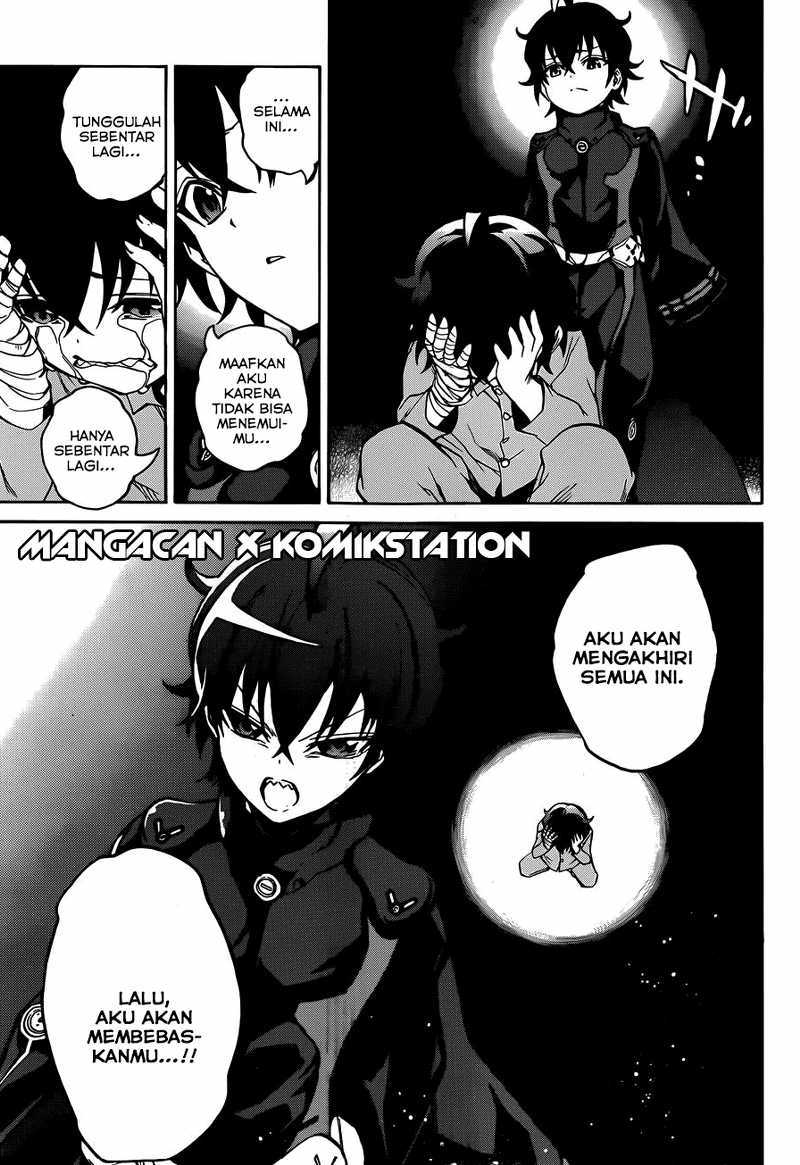 ...
SELAMA
INI...
MAAFKAN
AKU
KARENA
TIDAK BISA
MENEMUI-
MU...
TUNGGULAH
SEBENTAR
LAGI...
HANYA
SEBENTAR
LAGI...
MANGACAN X KOMIKSTATION
AKU AKAN
MENGAKHIRI
SEMUA INI.
LALU,
AKU AKAN
MEMBEBAS-
KANMU...!!